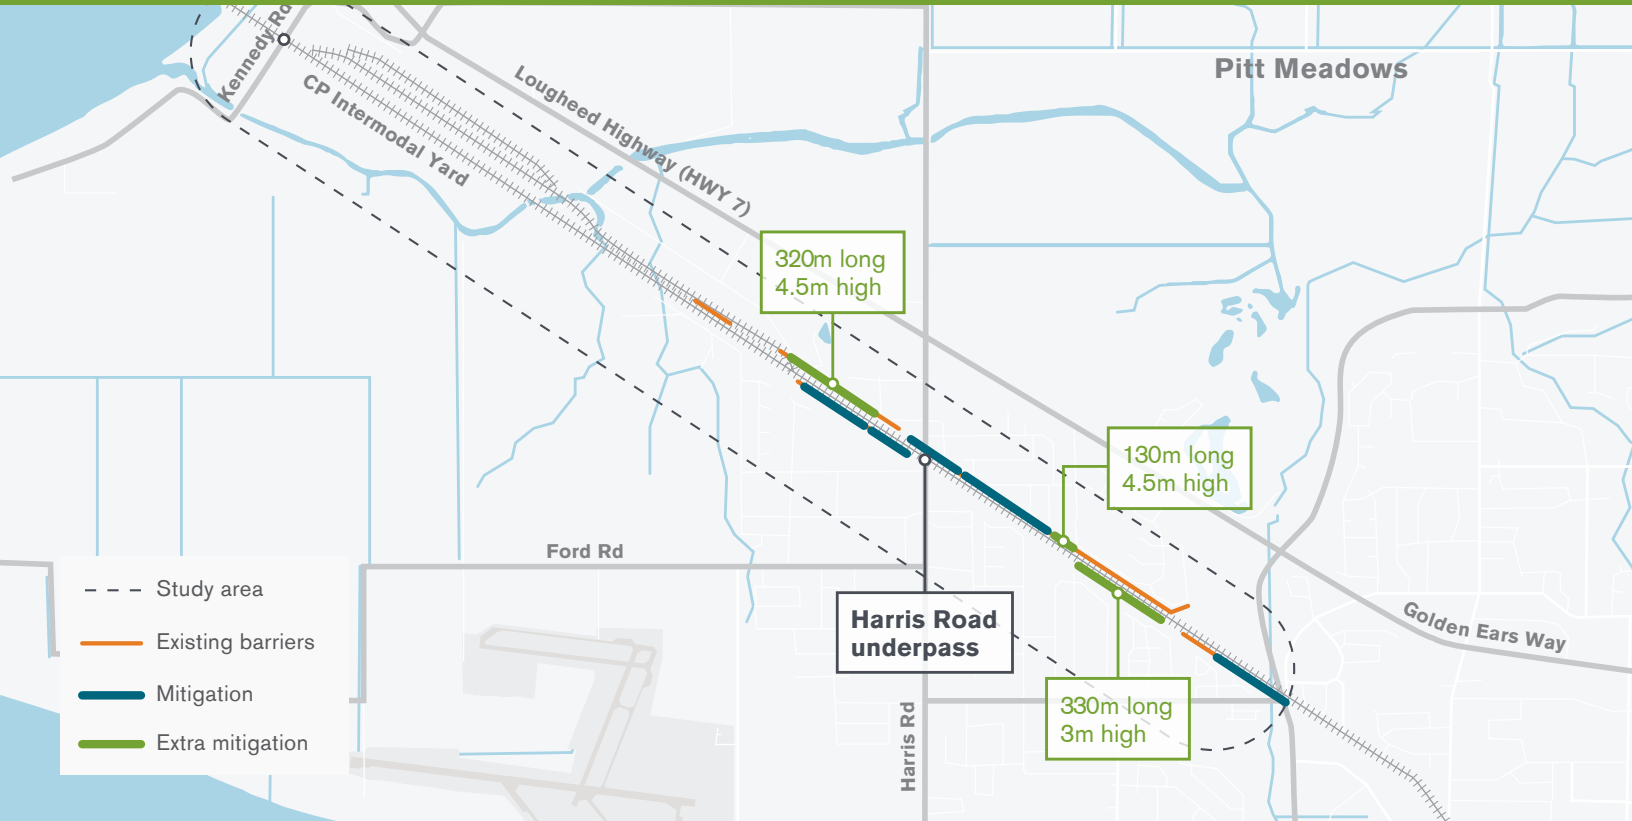 Kennedy Rd
CP Intermodal Yard
Lougheed Highway (HWY 7)
Pitt Meadows
320m long
4.5m high
130m long
4.5m high
Ford Rd
Harris Road
underpass
Golden Ears Way
330m long
3m high
Harris Rd
Study area
Existing barriers
Mitigation
Extra mitigation